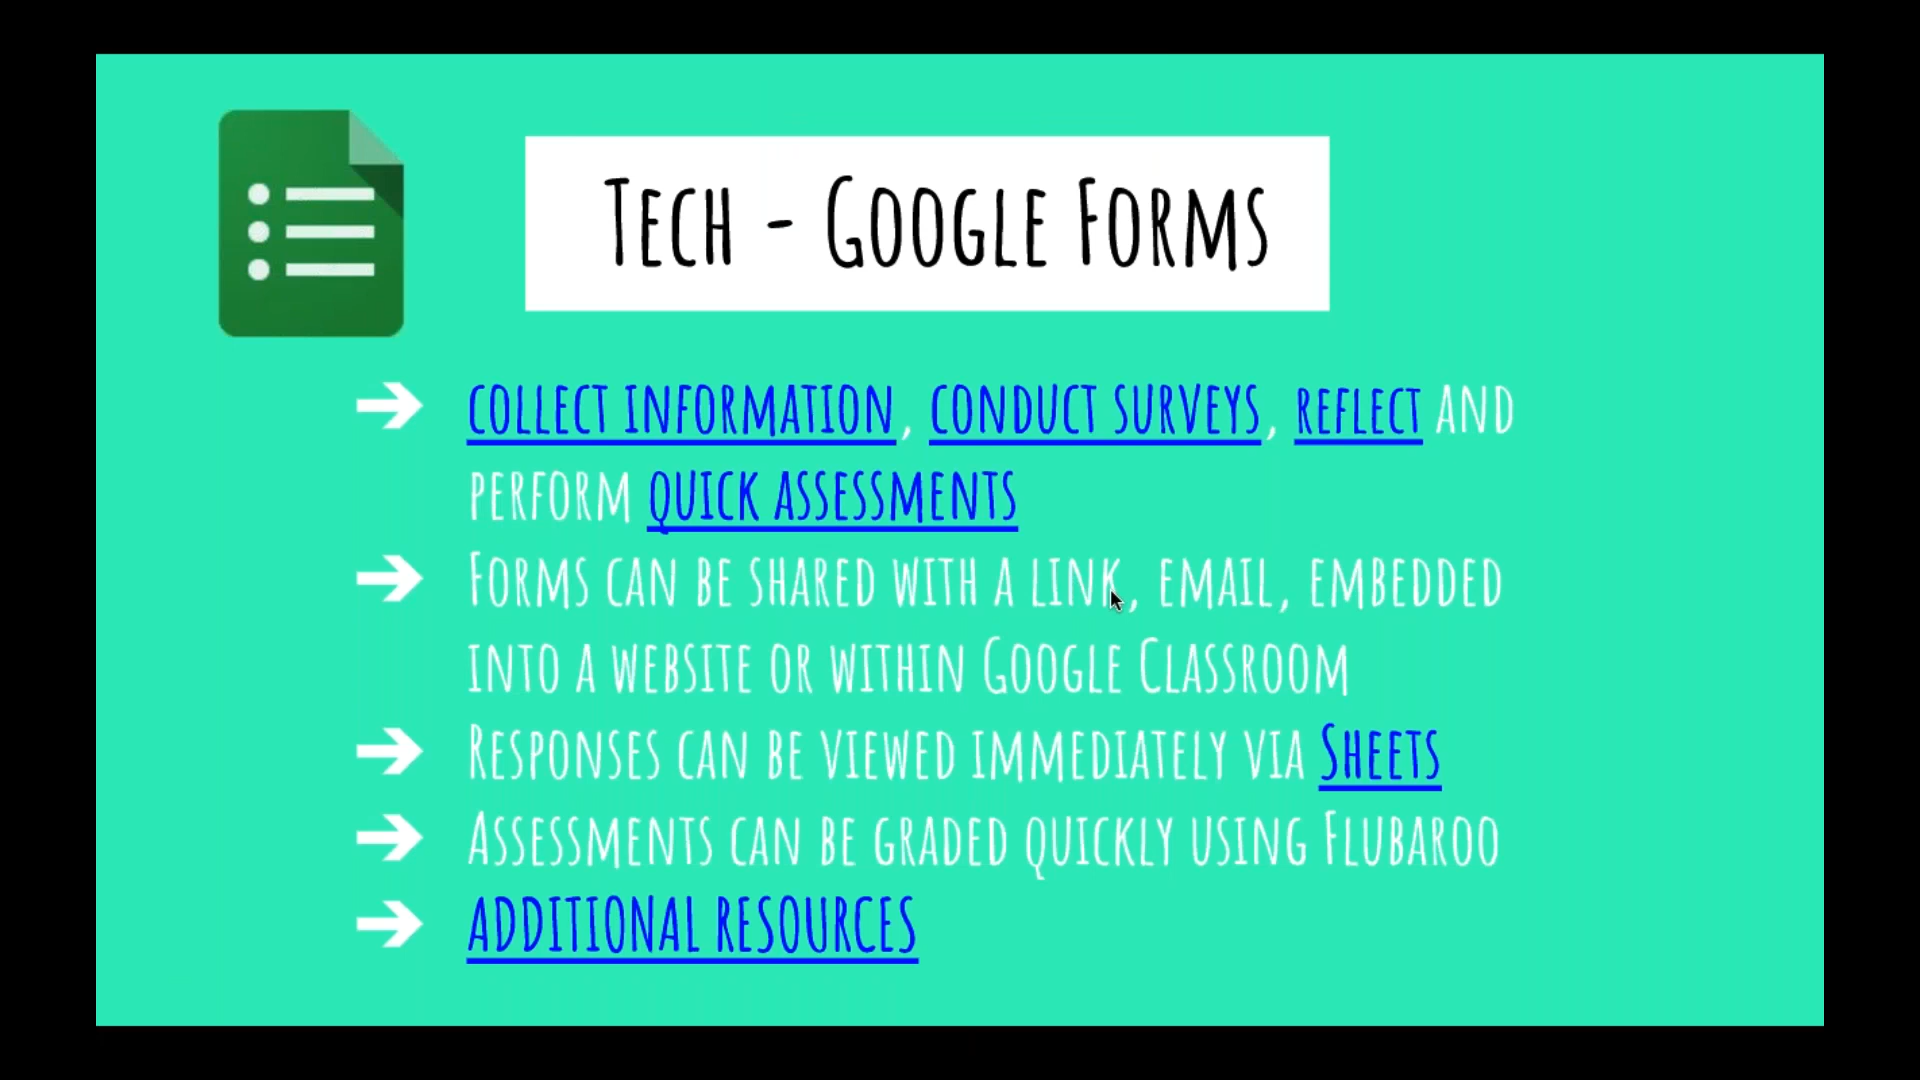 Tech - Google Forms
➔ collect information, conduct surveys, reflect and
perform quick assessments
➔ Forms can be shared with a link, email, embedded
into a website or within Google Classroom
➔ Responses can be viewed immediately via Sheets
➔ Assessments can be graded quickly using Flubaroo
➔ additional resources